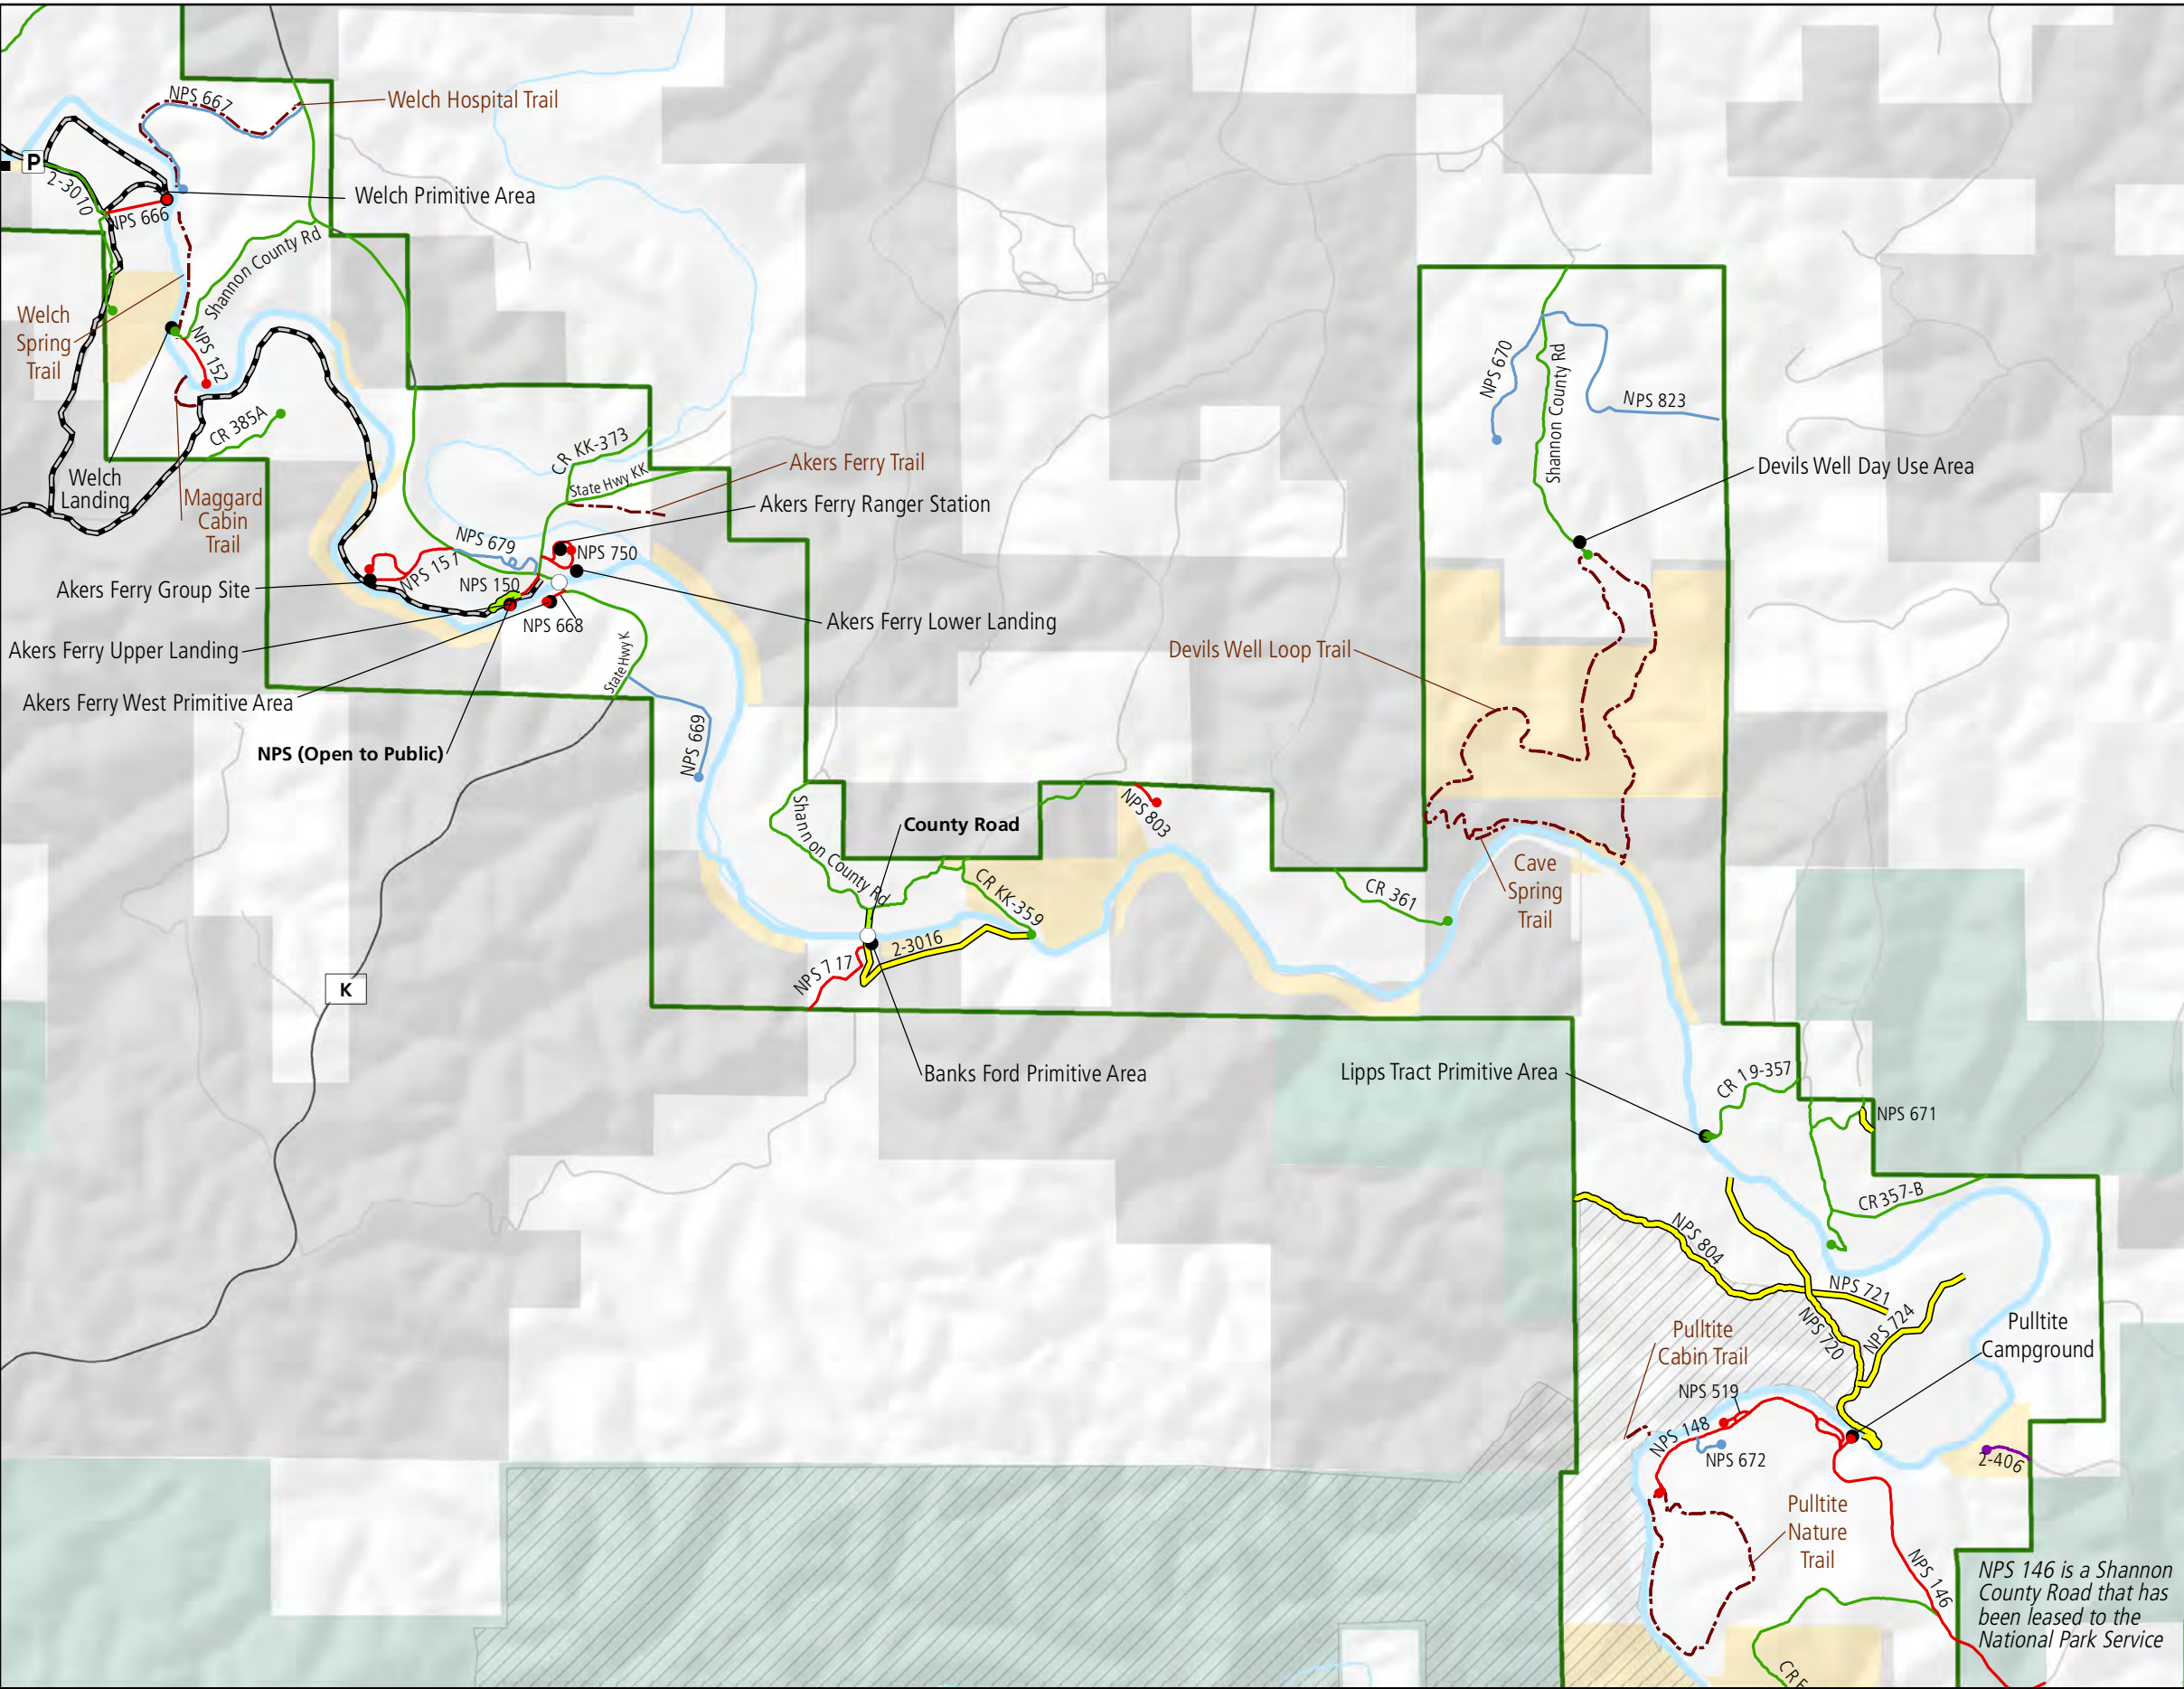 NPS 667
Welch Hospital Trail
P
2-3010
Welch Primitive Area
NPS 666
Shannon County Rd
Welch
Spring
Trail
NPS 152
CR 385A
Welch
Landing
Maggard
Cabin
Trail
CR KK-373
State Hwy KK
Akers Ferry Trail
Akers Ferry Ranger Station
NPS 679
NPS 750
NPS 151
NPS 150
Akers Ferry Group Site
NPS 668
Akers Ferry Lower Landing
Akers Ferry Upper Landing
State Hwy K
Akers Ferry West Primitive Area
NPS (Open to Public)
NPS 669
NPS 670
Shannon County Rd
NPS 823
Devils Well Day Use Area
Devils Well Loop Trail
Shannon County Rd
County Road
NPS 803
CR KK-359
CR 361
Cave
Spring
Trail
2-3016
NPS 7 17
K
Banks Ford Primitive Area
Lipps Tract Primitive Area
CR 1 9-357
NPS 671
CR 357-B
NPS 804
NPS 721
NPS 720
NPS 724
Pulltite
Cabin Trail
Pulltite
Campground
NPS 519
NPS 148
NPS 672
2-406
Pulltite
Nature
Trail
NPS 146
NPS 146 is a Shannon
County Road that has
been leased to the
National Park Service